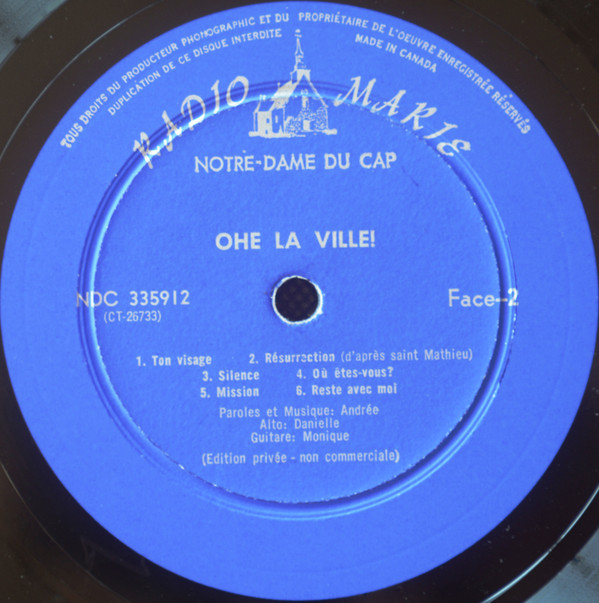 TOUS DROITS DU PRODUCTEUR PHONOGRAPHIC ET DU PROPRIÉTAIRE DE L'OEUVRE ENREGISTRÉE RÉSERVÉS
DUPLICATION DE CE DISQUE INTERDITE MADE IN CANADA
RADIO MARIE
NOTRE-DAME DU CAP
OHE LA VILLE!
NDC 335912 Face--2
(CT-26733)
1. Ton visage 2. Résurrection (d'après saint Mathieu)
3. Silence 4. Où êtes-vous?
5. Mission 6. Reste avec moi
Paroles et Musique: Andrée
Alto: Danielle
Guitare: Monique
(Edition privée - non commerciale)